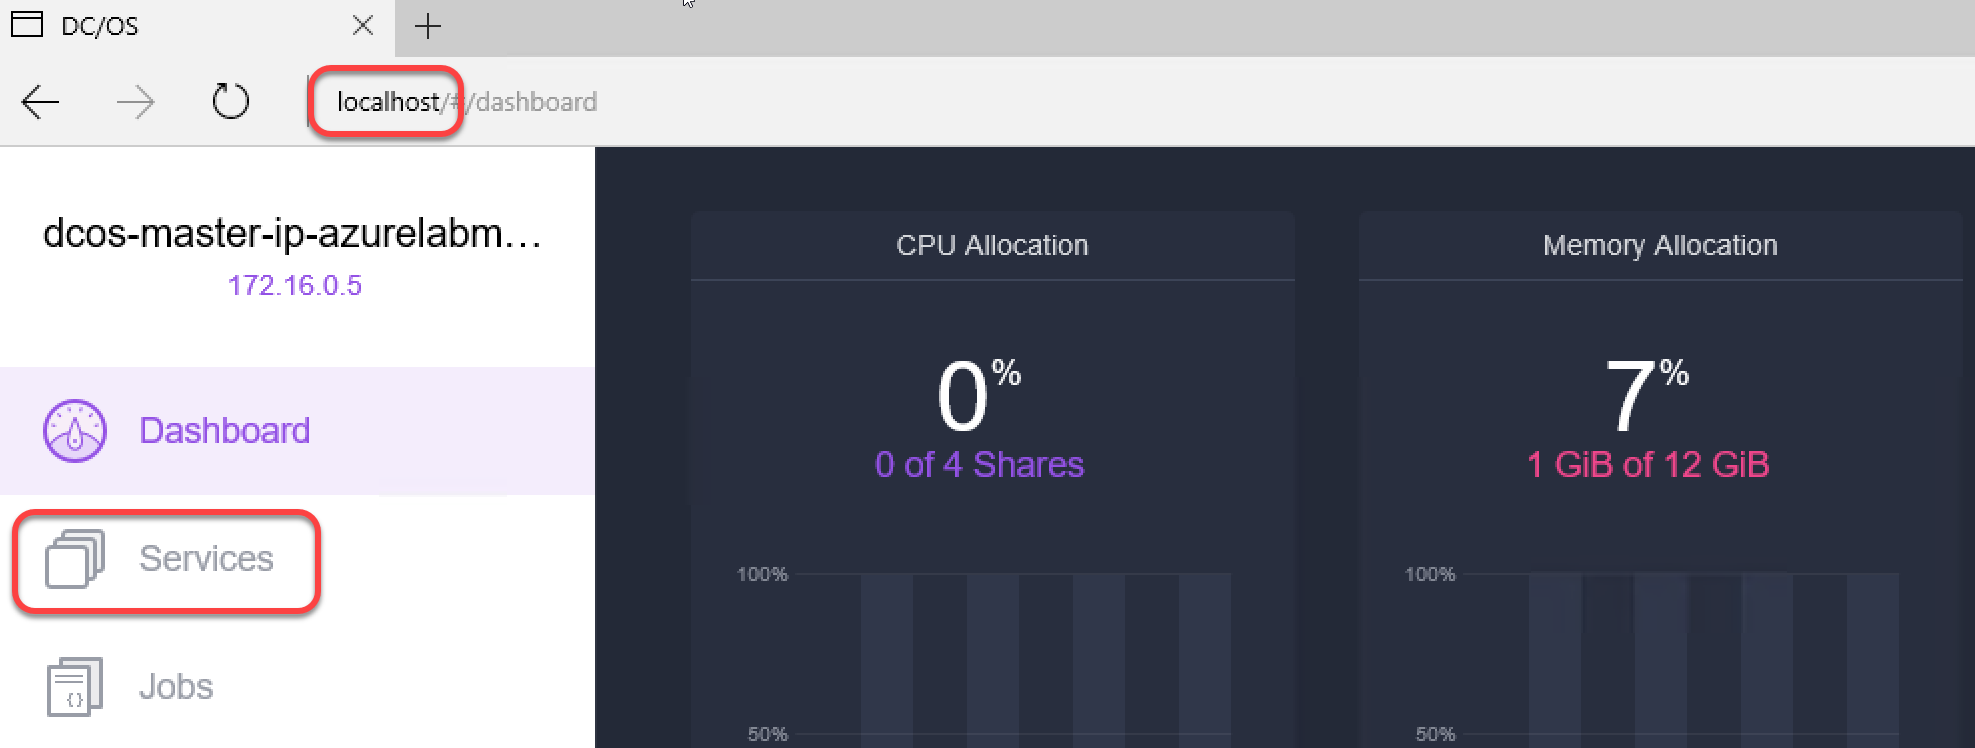 DC/OS
localhost/#/dashboard
dcos-master-ip-azurelabm...
172.16.0.5
Dashboard
Services
{}
Jobs
CPU Allocation
0%
0 of 4 Shares
100%
50%
Memory Allocation
7%
1 GiB of 12 GiB
100%
50%